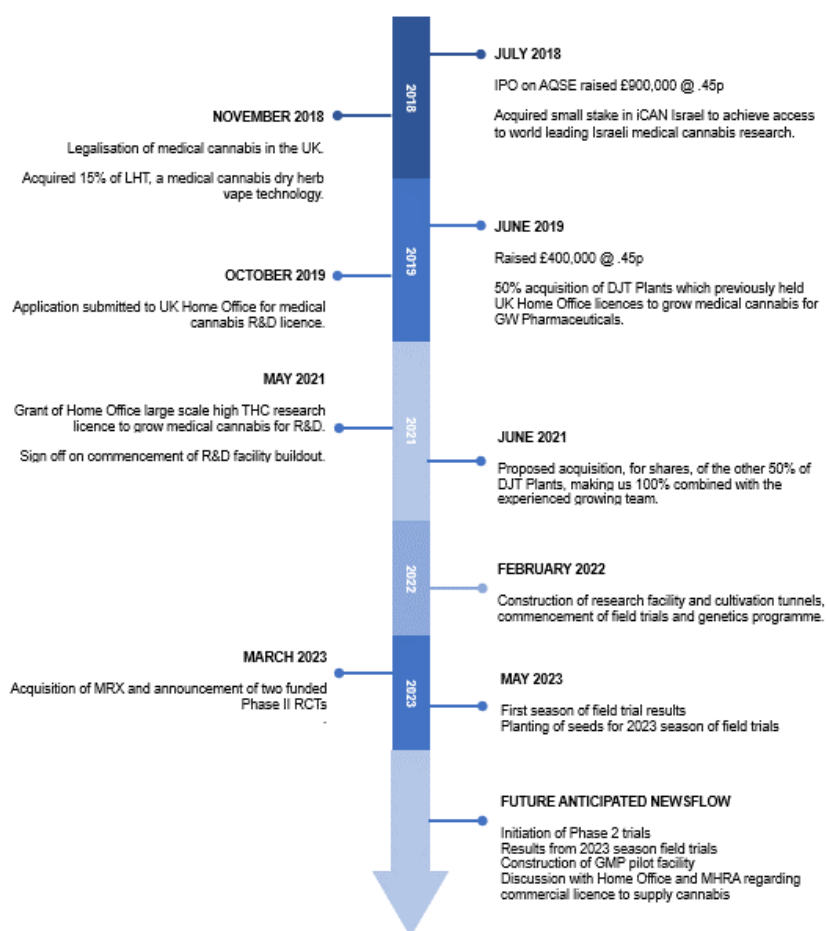 2018
JULY 2018
IPO on AQSE raised £900,000 @ .45p
Acquired small stake in iCAN Israel to achieve access
to world leading Israeli medical cannabis research.
NOVEMBER 2018
Legalisation of medical cannabis in the UK.
Acquired 15% of LHT, a medical cannabis dry herb
vape technology.
2019
JUNE 2019
Raised £400,000 @ .45p
50% acquisition of DJT Plants which previously held
UK Home Office licences to grow medical cannabis for
GW Pharmaceuticals.
OCTOBER 2019
Application submitted to UK Home Office for medical
cannabis R&D licence.
2021
MAY 2021
Grant of Home Office large scale high THC research
licence to grow medical cannabis for R&D.
Sign off on commencement of R&D facility buildout.
JUNE 2021
Proposed acquisition, for shares, of the other 50% of
DJT Plants, making us 100% combined with the
experienced growing team.
2022
FEBRUARY 2022
Construction of research facility and cultivation tunnels,
commencement of field trials and genetics programme.
2023
MARCH 2023
Acquisition of MRX and announcement of two funded
Phase II RCTs
.
MAY 2023
First season of field trial results
Planting of seeds for 2023 season of field trials
FUTURE ANTICIPATED NEWSFLOW
Initiation of Phase 2 trials
Results from 2023 season field trials
Construction of GMP pilot facility
Discussion with Home Office and MHRA regarding
commercial licence to supply cannabis